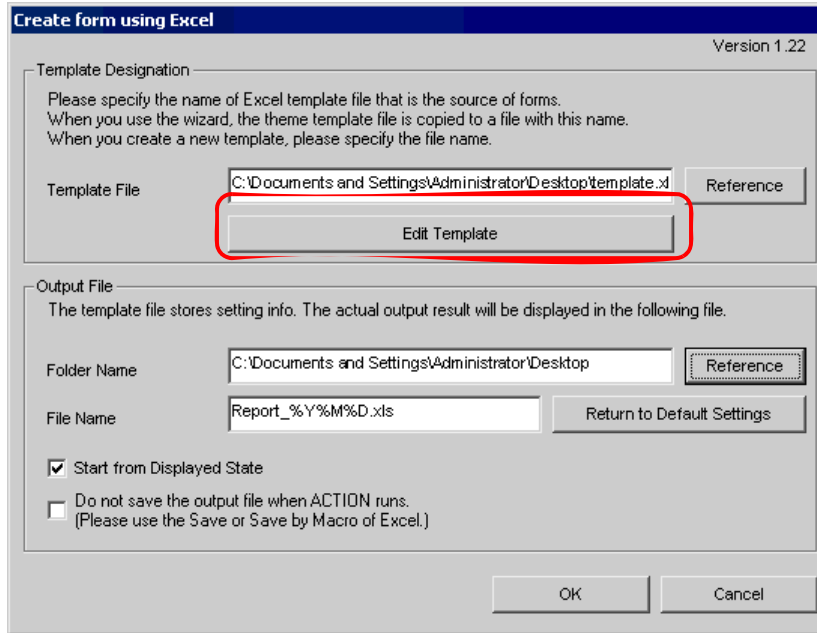 Create form using Excel
Version 1.22
Template Designation
Please specify the name of Excel template file that is the source of forms.
When you use the wizard, the theme template file is copied to a file with this name.
When you create a new template, please specify the file name.
Template File
C:\Documents and Settings\Administrator\Desktop\template.xl
Reference
Edit Template
Output File
The template file stores setting info. The actual output result will be displayed in the following file.
Folder Name
C:\Documents and Settings\Administrator\Desktop
Reference
File Name
Report_%Y%M%D.xls
Return to Default Settings
Start from Displayed State
Do not save the output file when ACTION runs.
(Please use the Save or Save by Macro of Excel.)
OK
Cancel